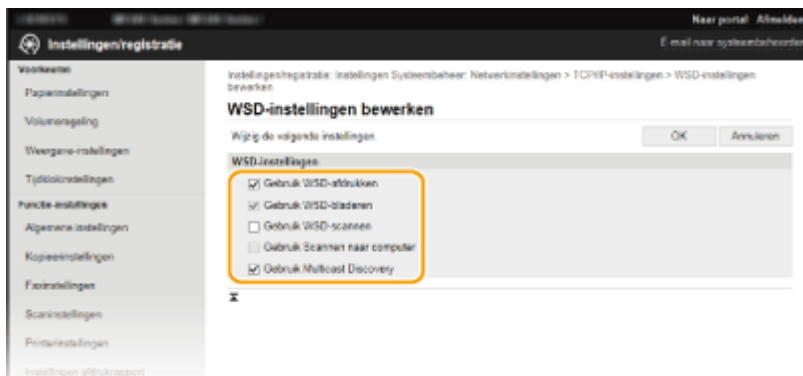 Naar portal Afmelden
Instellingen/registratie
E-mail naar systeembeheerder
Voorkeuren
Papierinstellingen
Volumeregeling
Weergave-instellingen
Tijdklokinstellingen
Functie-instellingen
Algemene instellingen
Kopieerinstellingen
Faxinstellingen
Scaninstellingen
Printerinstellingen
Instellingen afdrukrapport
Instellingen/registratie: Instellingen Systeembeheer: Netwerkinstellingen > TCP/IP-instellingen > WSD-instellingen
bewerken
WSD-instellingen bewerken
Wijzig de volgende instellingen.
OK Annuleren
WSD-instellingen
Gebruik WSD-afdrukken
Gebruik WSD-bladeren
Gebruik WSD-scannen
Gebruik Scannen naar computer
Gebruik Multicast Discovery